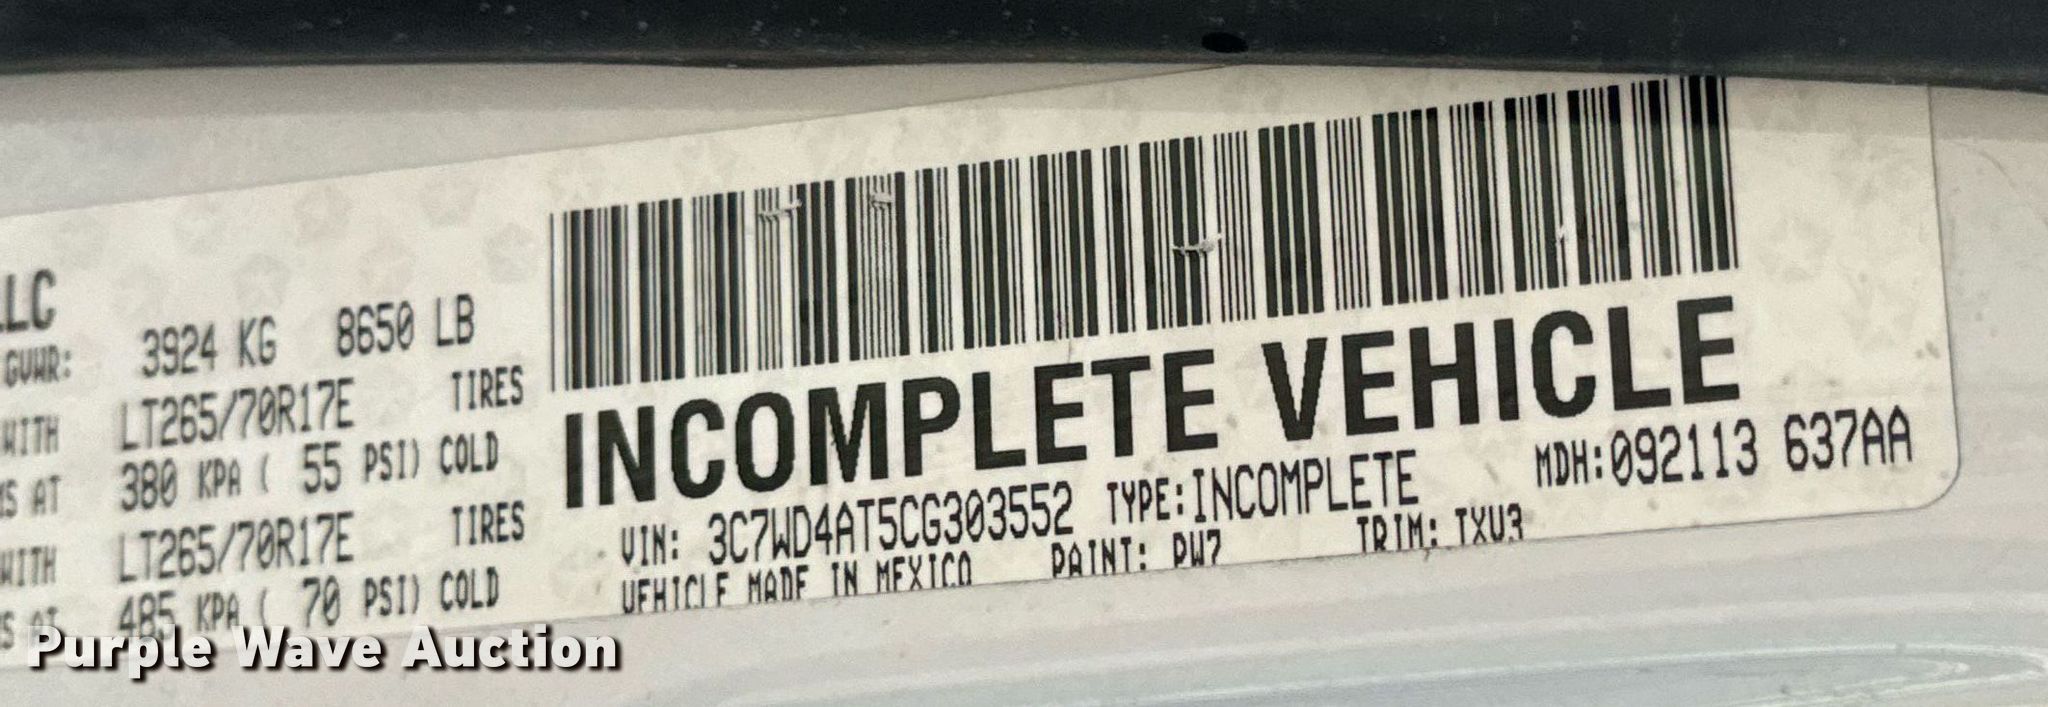 LLC
GVWR: 3924 KG 8650 LB
WITH LT265/70R17E TIRES
AT 380 KPA ( 55 PSI) COLD
WITH LT265/70R17E TIRES
AT 485 KPA ( 70 PSI) COLD
INCOMPLETE VEHICLE
VIN: 3C7WD4AT5CG303552 TYPE:INCOMPLETE MDH:092113 637AA
VEHICLE MADE IN MEXICO PAINT: PW7 TRIM: TXV3
Purple Wave Auction